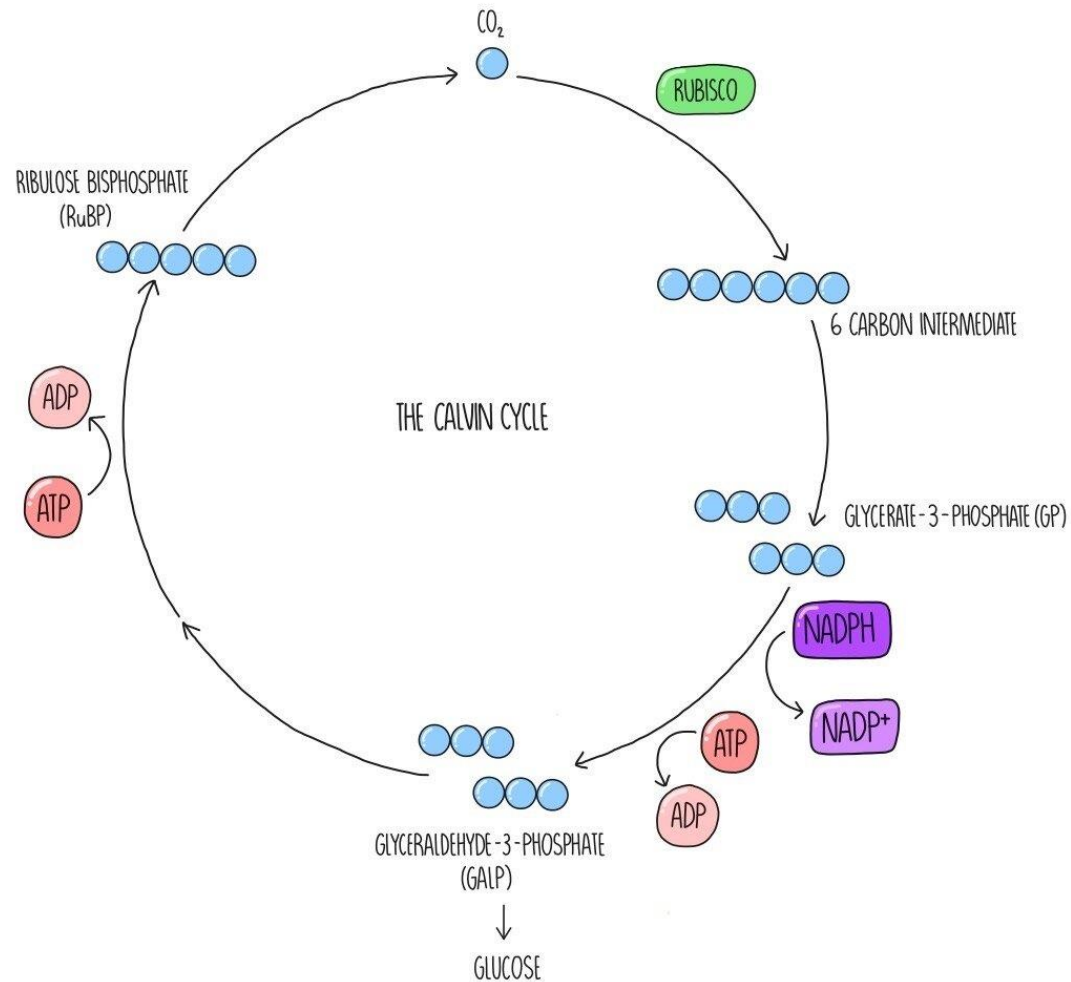 CO₂
RUBISCO
RIBULOSE BISPHOSPHATE
(RuBP)
6 CARBON INTERMEDIATE
ADP
THE CALVIN CYCLE
ATP
GLYCERATE-3-PHOSPHATE (GP)
NADPH
NADP⁺
ATP
ADP
GLYCERALDEHYDE-3-PHOSPHATE
(GALP)
GLUCOSE